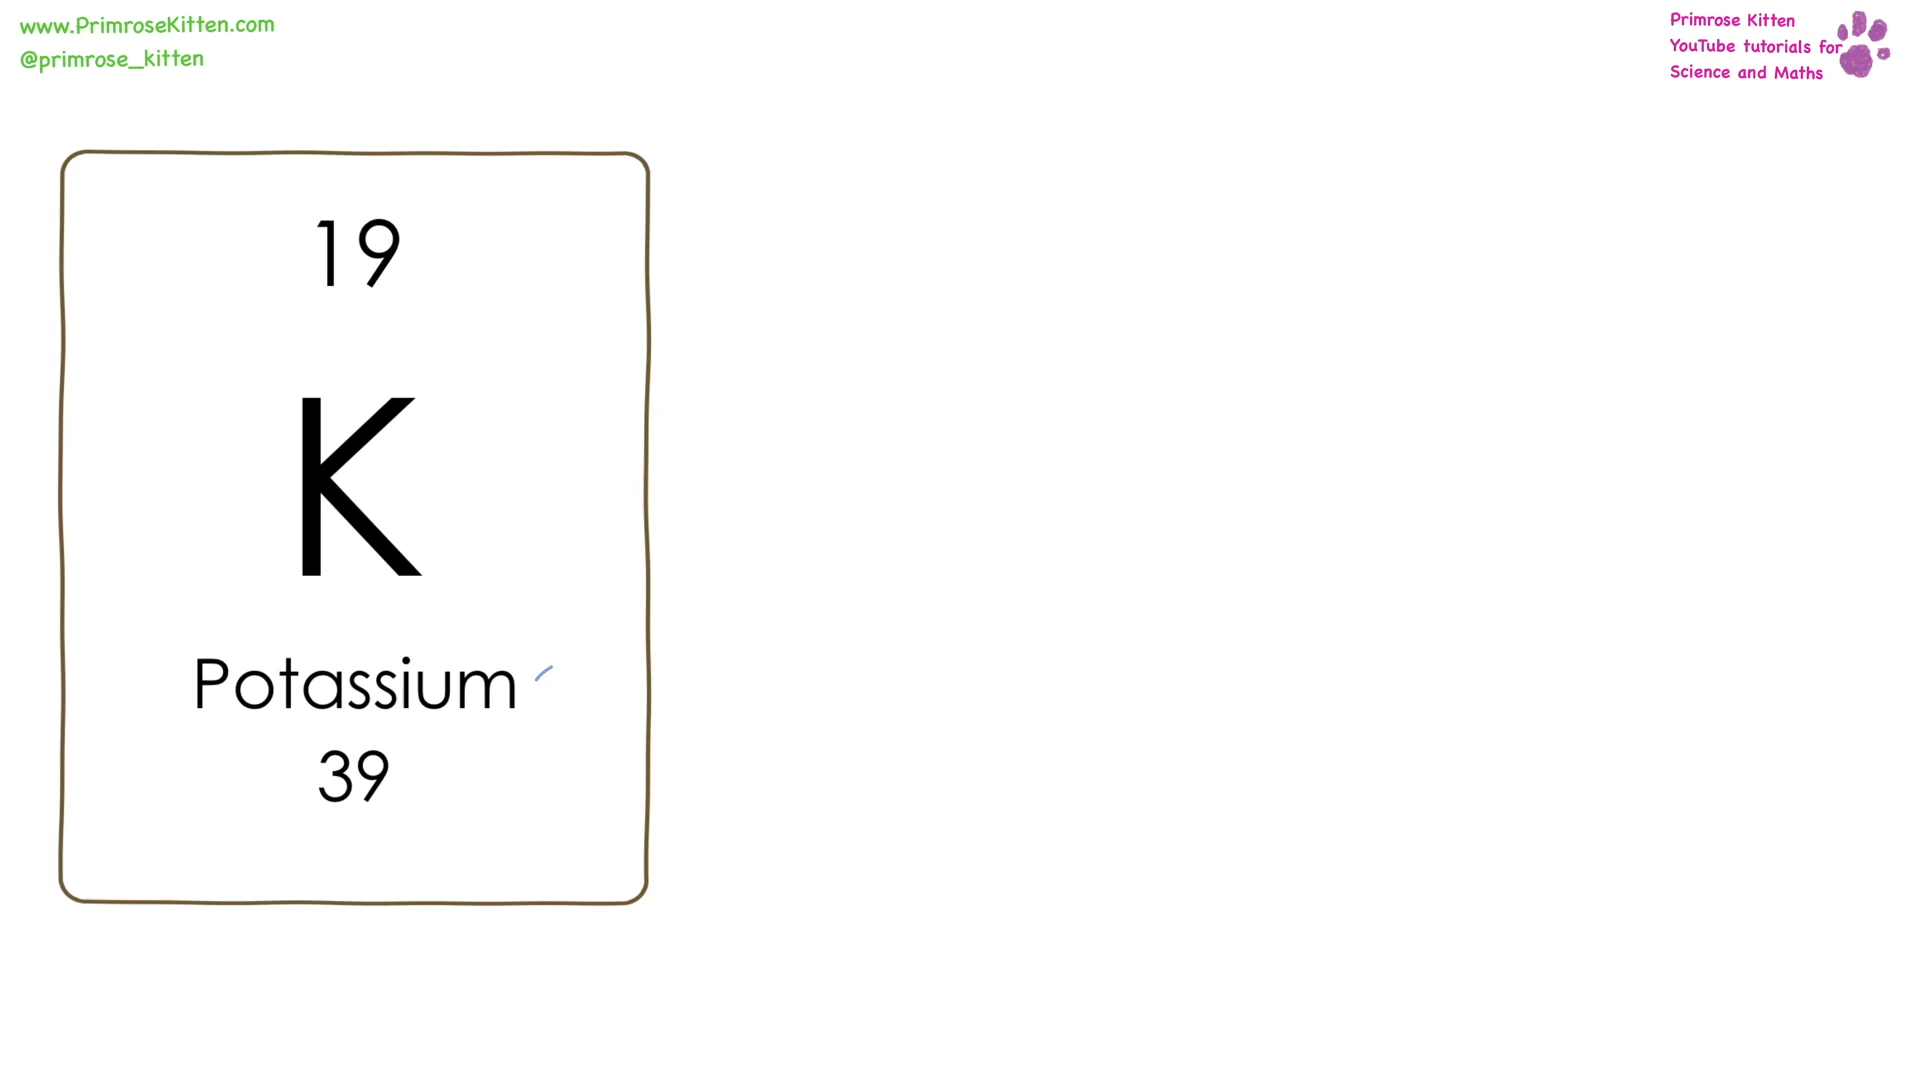 www.PrimroseKitten.com
@primrose_kitten
Primrose Kitten
YouTube tutorials for
Science and Maths
19
K
Potassium
39